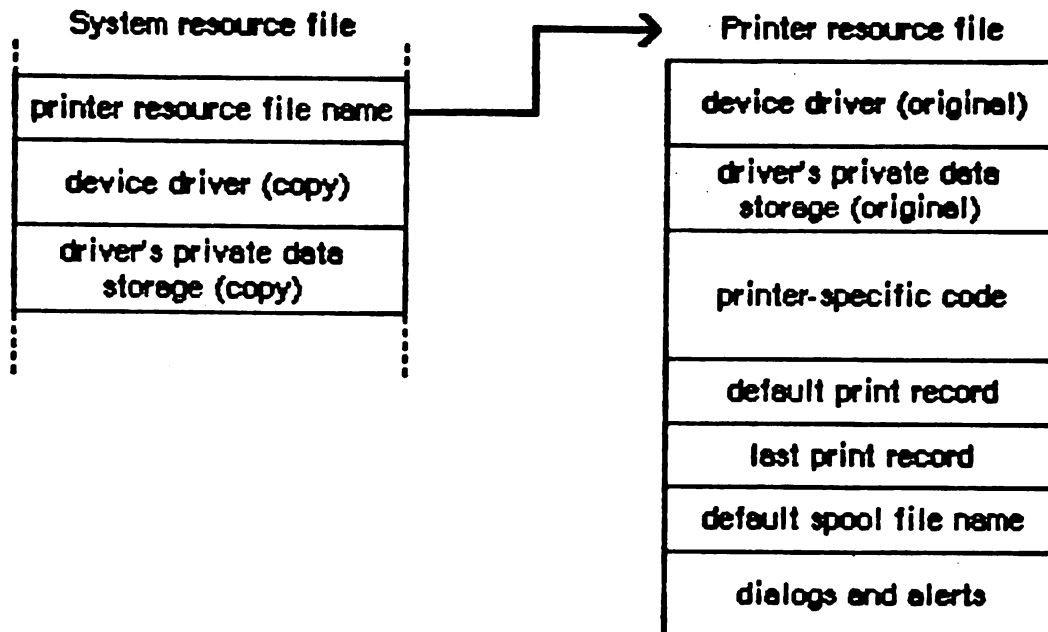 System resource file
printer resource file name
device driver (copy)
driver's private data
storage (copy)
Printer resource file
device driver (original)
driver's private data
storage (original)
printer-specific code
default print record
last print record
default spool file name
dialogs and alerts